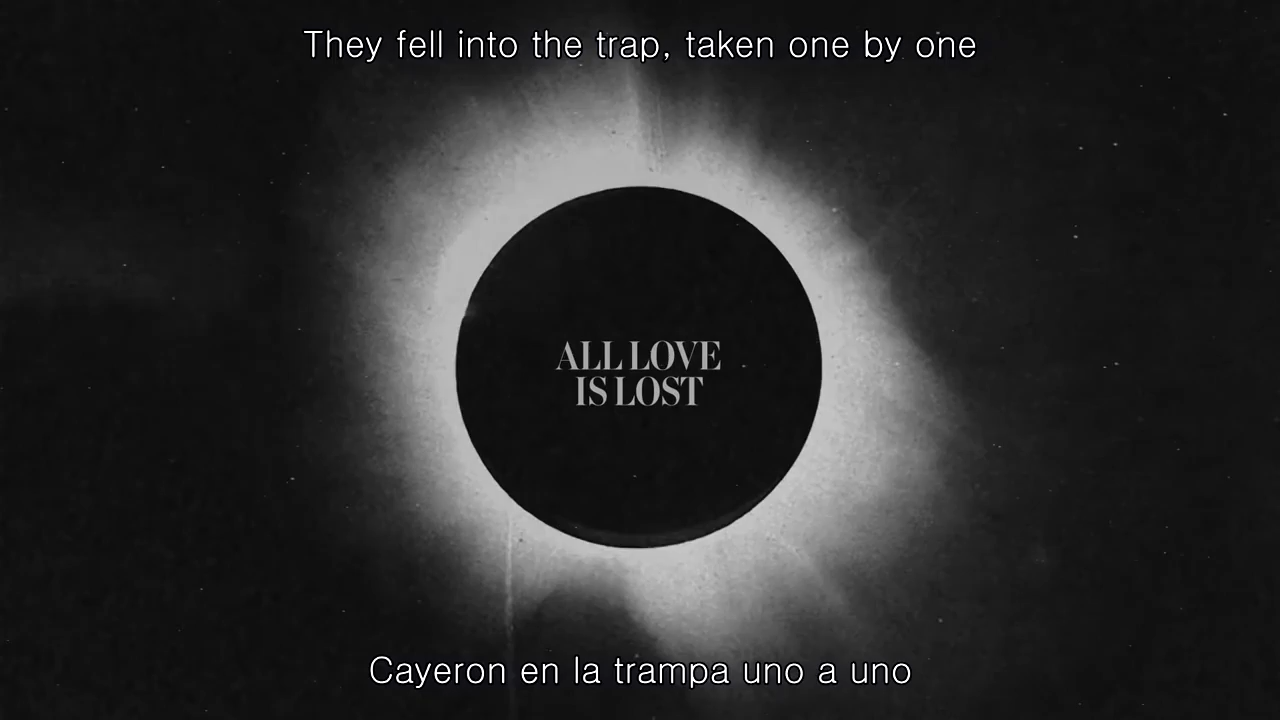 They fell into the trap, taken one by one
ALL LOVE
IS LOST
Cayeron en la trampa uno a uno